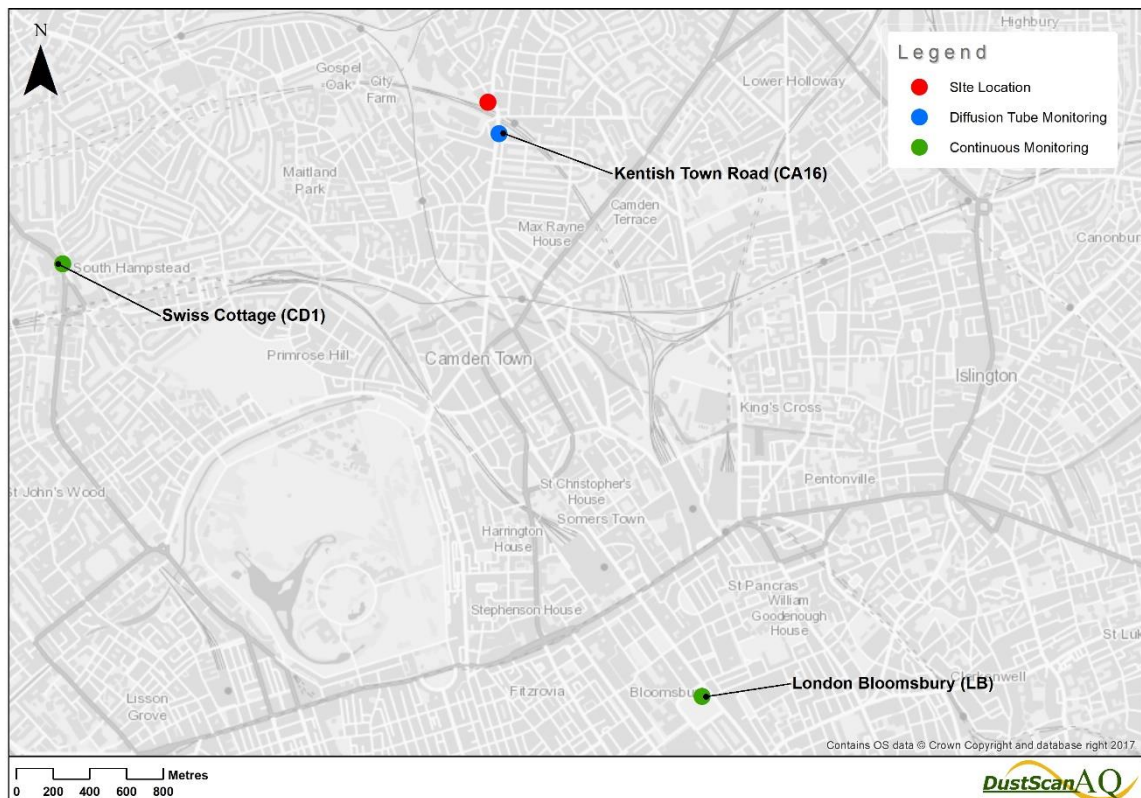 N
Highbury
Legend
SIte Location
Diffusion Tube Monitoring
Continuous Monitoring
Gospel
Oak
City
Farm
Lower Holloway
Kentish Town Road (CA16)
Maitland
Park
Camden
Terrace
Max Rayne
House
Canonbur
South Hampstead
Swiss Cottage (CD1)
Primrose Hill
Camden Town
Islington
King's Cross
Pentonville
St John's Wood
St Christopher's
House
Somers Town
Harrington
House
St Pancras
William
Goodenough
House
Stephenson House
St Luk
London Bloomsbury (LB)
Clerkenwell
Lisson
Grove
Fitzrovia
Bloomsbu
Contains OS data © Crown Copyright and database right 2017
Metres
0 200 400 600 800
DustScanAQ